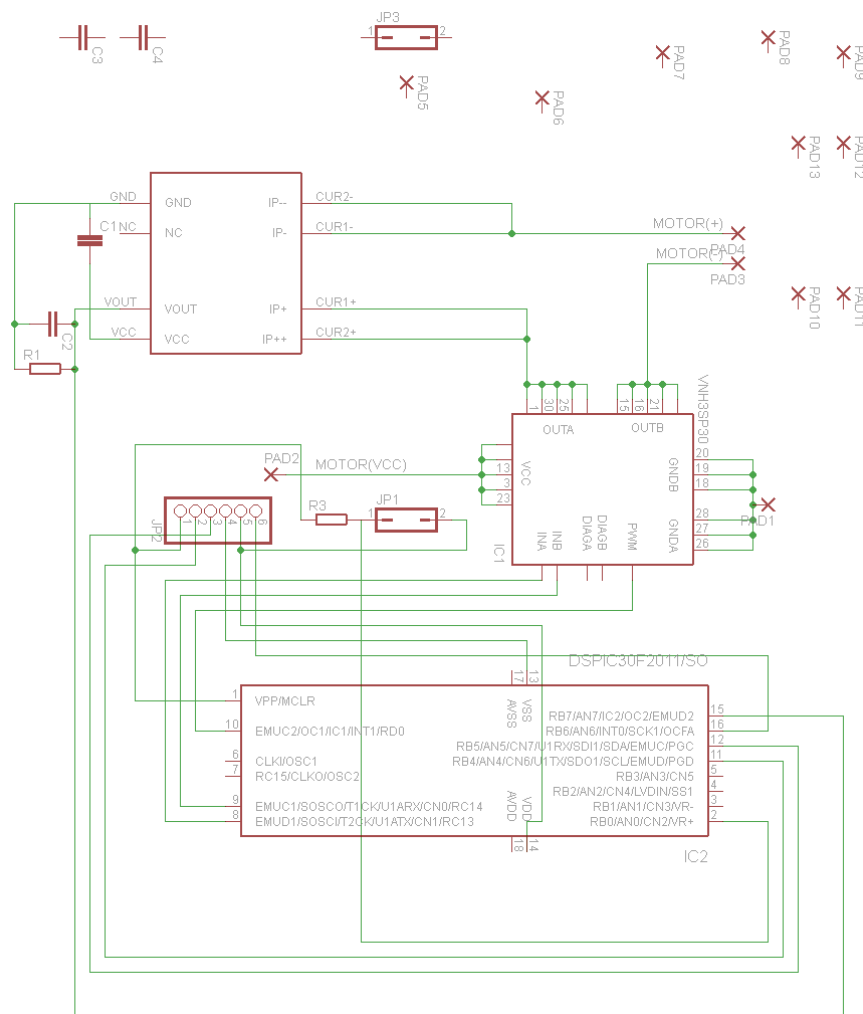 JP3
1 2
C3
C4
PAD5
PAD6
PAD7
PAD8
PAD9
PAD13
PAD12
PAD10
PAD11
GND GND IP-- CUR2-
C1 NC NC IP- CUR1-
VOUT VOUT IP+ CUR1+
VCC VCC IP++ CUR2+
C2
R1
MOTOR(+)
PAD4
MOTOR(-)
PAD3
VNH3SP30
1 30 25
15 16 21
OUTA OUTB
PAD2
MOTOR(VCC)
VCC
13
3
23
GNDB
20
19
18
GNDA
28
27
26
PAD1
INA INB DIAGA DIAGB PWM
IC1
R3
JP1
1 2
JP2
1 2 3 4 5 6
DSPIC30F2011/SO
17 13
AVSS VSS
1 VPP/MCLR
10 EMUC2/OC1/IC1/INT1/RD0
6 CLKI/OSC1
7 RC15/CLKO/OSC2
9 EMUC1/SOSCO/T1CK/U1ARX/CN0/RC14
8 EMUD1/SOSCI/T2CK/U1ATX/CN1/RC13
RB7/AN7/IC2/OC2/EMUD2 15
RB6/AN6/INT0/SCK1/OCFA 16
RB5/AN5/CN7/U1RX/SDI1/SDA/EMUC/PGC 12
RB4/AN4/CN6/U1TX/SDO1/SCL/EMUD/PGD 11
RB3/AN3/CN5 5
RB2/AN2/CN4/LVDIN/SS1 4
RB1/AN1/CN3/VR- 3
RB0/AN0/CN2/VR+ 2
AVDD VDD
18 14
IC2